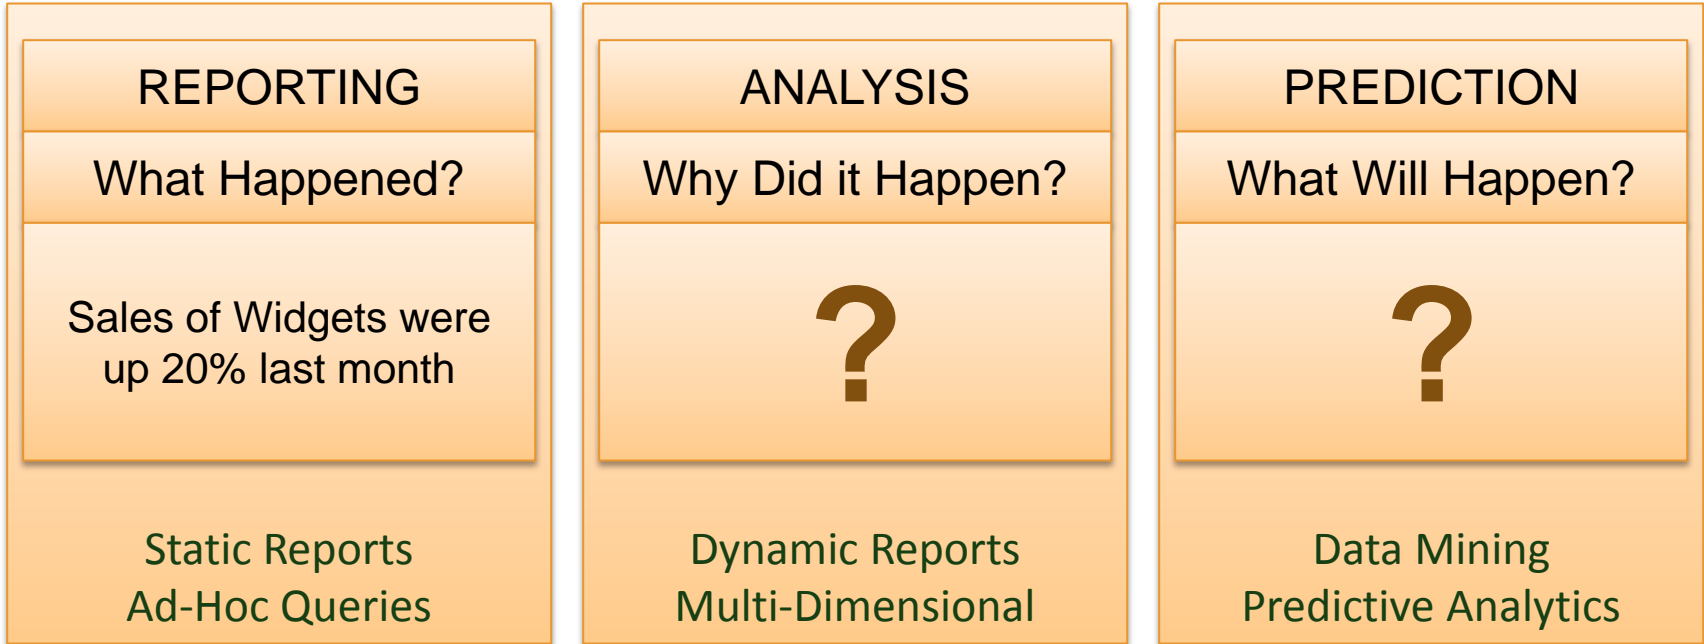 REPORTING
What Happened?
Sales of Widgets were
up 20% last month
Static Reports
Ad-Hoc Queries
ANALYSIS
Why Did it Happen?
?
Dynamic Reports
Multi-Dimensional
PREDICTION
What Will Happen?
?
Data Mining
Predictive Analytics